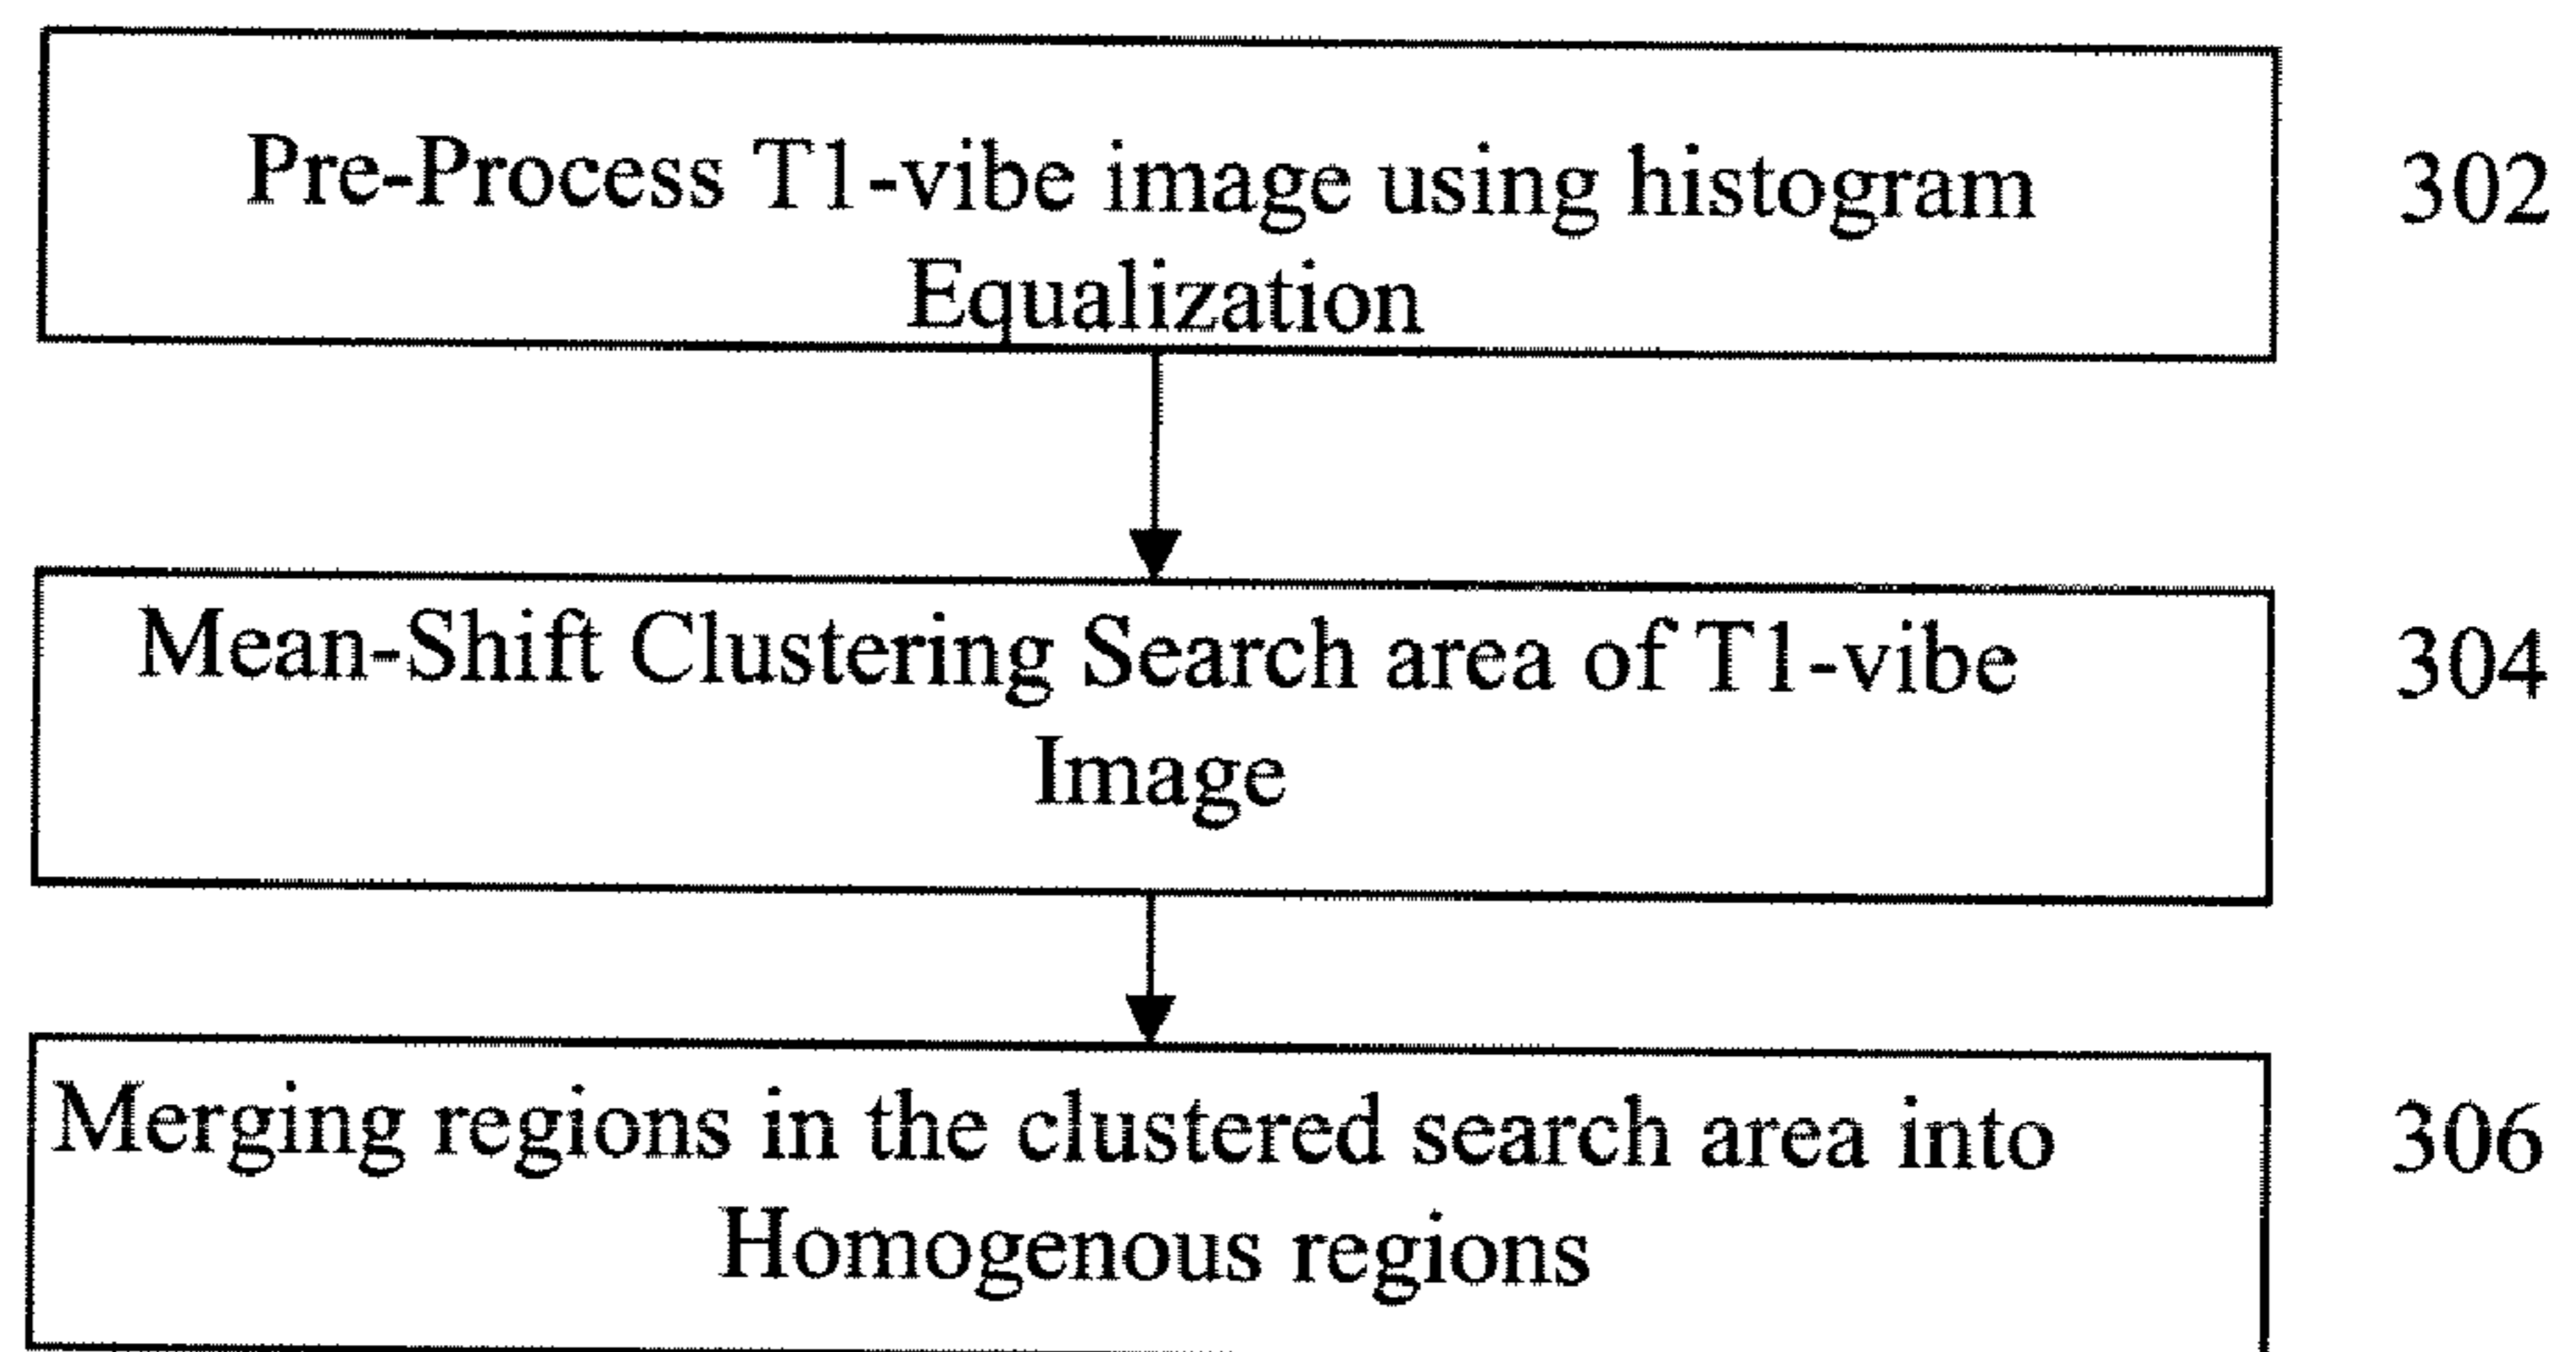 Pre-Process T1-vibe image using histogram
Equalization
302
Mean-Shift Clustering Search area of T1-vibe
Image
304
Merging regions in the clustered search area into
Homogenous regions
306